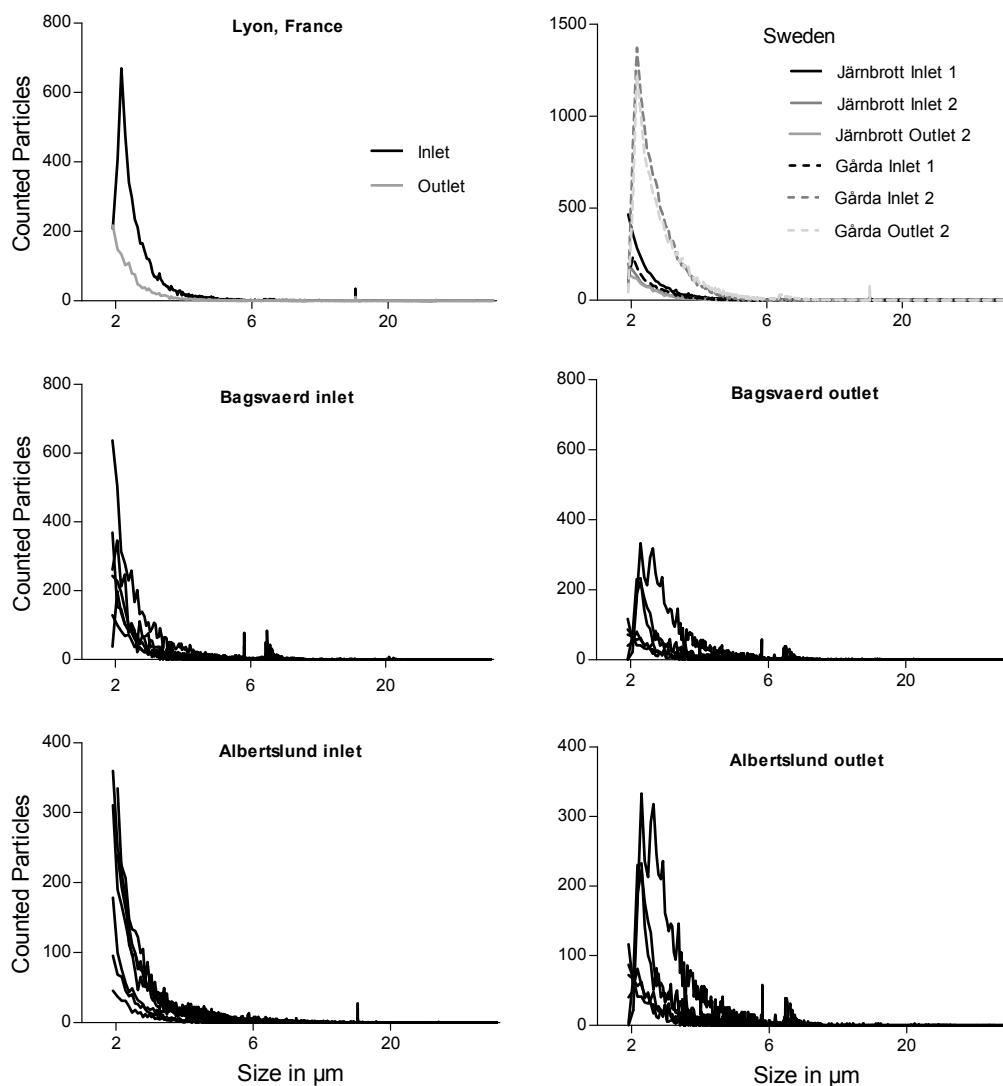 Lyon, France
Counted Particles
800
600
400
200
0
2
6
20
Inlet
Outlet
Sweden
1500
1000
500
0
2
6
20
Järnbrott Inlet 1
Järnbrott Inlet 2
Järnbrott Outlet 2
Gårda Inlet 1
Gårda Inlet 2
Gårda Outlet 2
Bagsvaerd inlet
Counted Particles
800
600
400
200
0
2
6
20
Bagsvaerd outlet
800
600
400
200
0
2
6
20
Albertslund inlet
Counted Particles
400
300
200
100
0
2
6
20
Size in µm
Albertslund outlet
400
300
200
100
0
2
6
20
Size in µm